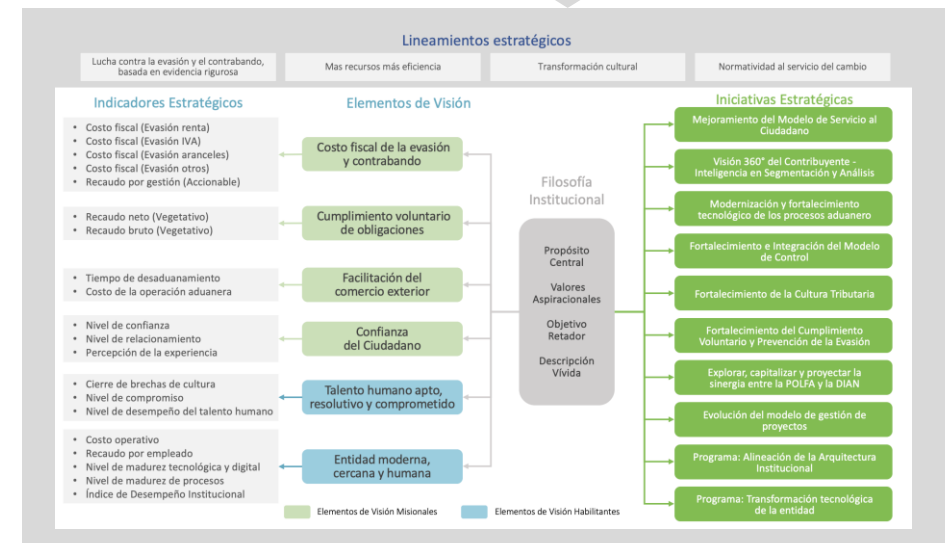 Lineamientos estratégicos
Lucha contra la evasión y el contrabando,
basada en evidencia rigurosa
Mas recursos más eficiencia
Transformación cultural
Normatividad al servicio del cambio
Indicadores Estratégicos
• Costo fiscal (Evasión renta)
• Costo fiscal (Evasión IVA)
• Costo fiscal (Evasión aranceles)
• Costo fiscal (Evasión otros)
• Recaudo por gestión (Accionable)
• Recaudo neto (Vegetativo)
• Recaudo bruto (Vegetativo)
• Tiempo de desaduanamiento
• Costo de la operación aduanera
• Nivel de confianza
• Nivel de relacionamiento
• Percepción de la experiencia
• Cierre de brechas de cultura
• Nivel de compromiso
• Nivel de desempeño del talento humano
• Costo operativo
• Recaudo por empleado
• Nivel de madurez tecnológica y digital
• Nivel de madurez de procesos
• Índice de Desempeño Institucional
Elementos de Visión
Costo fiscal de la evasión
y contrabando
Cumplimiento voluntario
de obligaciones
Facilitación del
comercio exterior
Confianza
del Ciudadano
Talento humano apto,
resolutivo y comprometido
Entidad moderna,
cercana y humana
Filosofía
Institucional
Propósito
Central
Valores
Aspiracionales
Objetivo
Retador
Descripción
Vívida
Iniciativas Estratégicas
Mejoramiento del Modelo de Servicio al
Ciudadano
Visión 360° del Contribuyente -
Inteligencia en Segmentación y Análisis
Modernización y fortalecimiento
tecnológico de los procesos aduanero
Fortalecimiento e Integración del Modelo
de Control
Fortalecimiento de la Cultura Tributaria
Fortalecimiento del Cumplimiento
Voluntario y Prevención de la Evasión
Explorar, capitalizar y proyectar la
sinergia entre la POLFA y la DIAN
Evolución del modelo de gestión de
proyectos
Programa: Alineación de la Arquitectura
Institucional
Programa: Transformación tecnológica
de la entidad
Elementos de Visión Misionales
Elementos de Visión Habilitantes